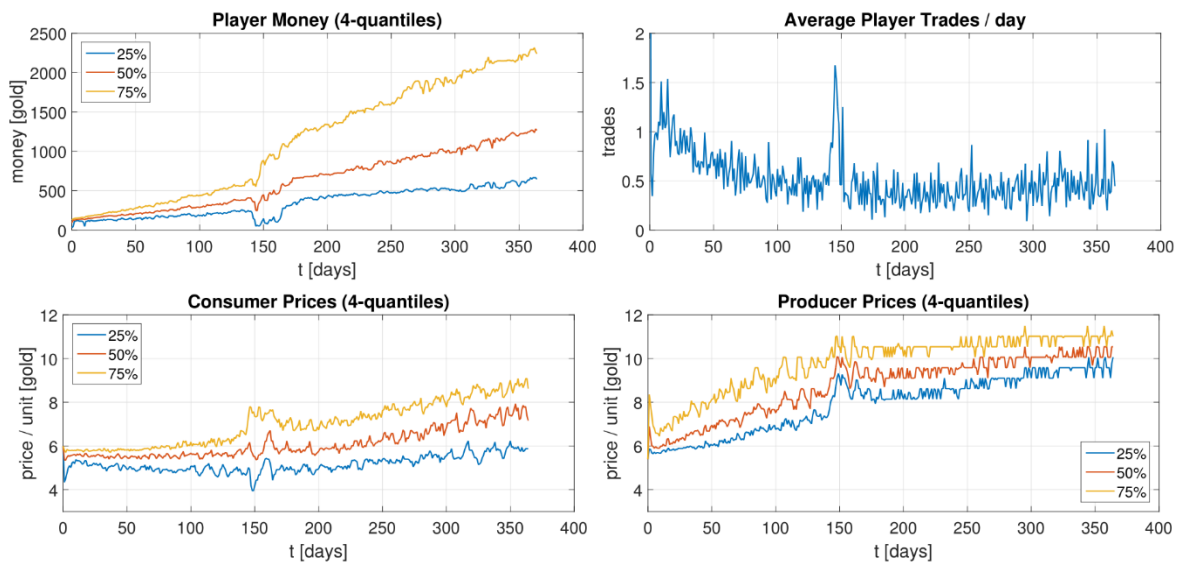 Player Money (4-quantiles)
2500
2000
1500
1000
500
0
money [gold]
25%
50%
75%
0 50 100 150 200 250 300 350 400
t [days]
Average Player Trades / day
2
1.5
1
0.5
0
trades
0 50 100 150 200 250 300 350 400
t [days]
Consumer Prices (4-quantiles)
12
10
8
6
4
price / unit [gold]
25%
50%
75%
0 50 100 150 200 250 300 350 400
t [days]
Producer Prices (4-quantiles)
12
10
8
6
4
price / unit [gold]
25%
50%
75%
0 50 100 150 200 250 300 350 400
t [days]